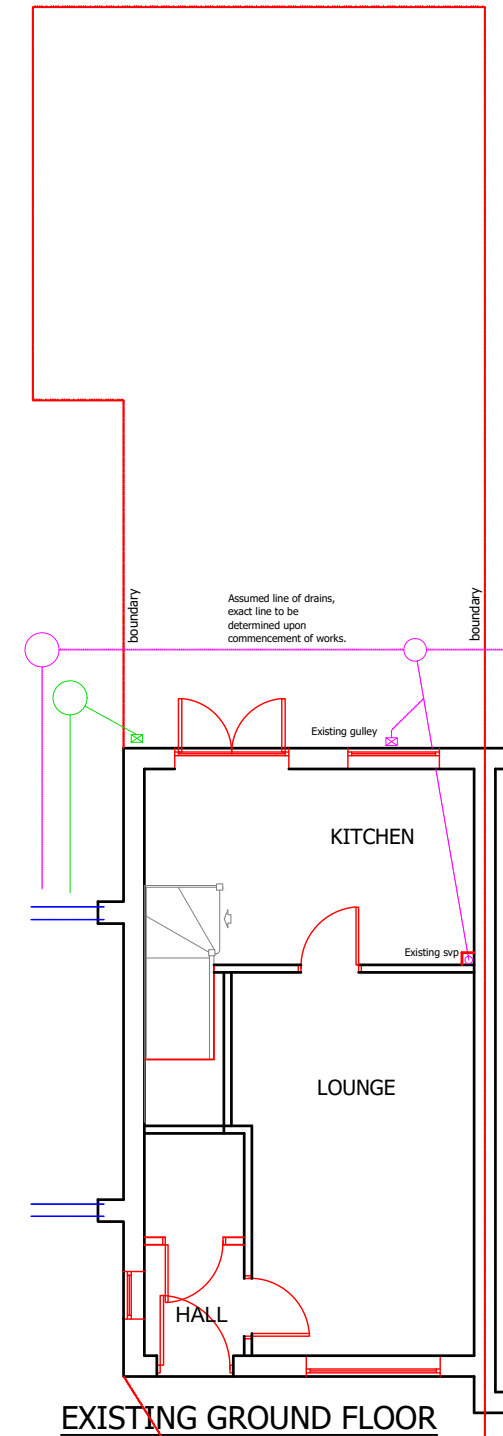 boundary
boundary
Assumed line of drains,
exact line to be
determined upon
commencement of works.
Existing gulley
KITCHEN
Existing svp
LOUNGE
HALL
EXISTING GROUND FLOOR